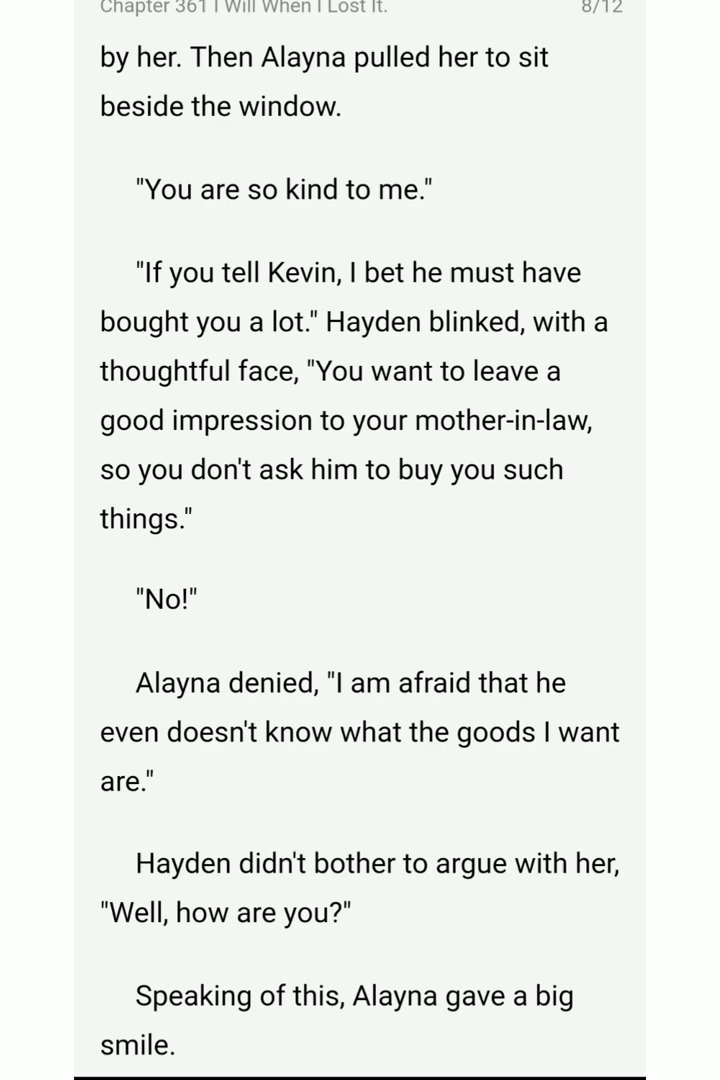 Chapter 361 I Will When I Lost It.
8/12
by her. Then Alayna pulled her to sit
beside the window.
"You are so kind to me."
"If you tell Kevin, I bet he must have
bought you a lot." Hayden blinked, with a
thoughtful face, "You want to leave a
good impression to your mother-in-law,
so you don't ask him to buy you such
things."
"No!"
Alayna denied, "I am afraid that he
even doesn't know what the goods I want
are."
Hayden didn't bother to argue with her,
"Well, how are you?"
Speaking of this, Alayna gave a big
smile.